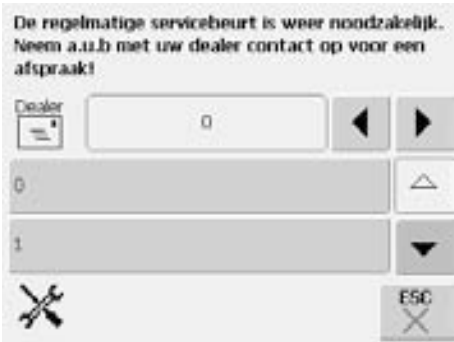 De regelmatige servicebeurt is weer noodzakelijk.
Neem a.u.b met uw dealer contact op voor een
afspraak!
Dealer
0
0
1
ESC